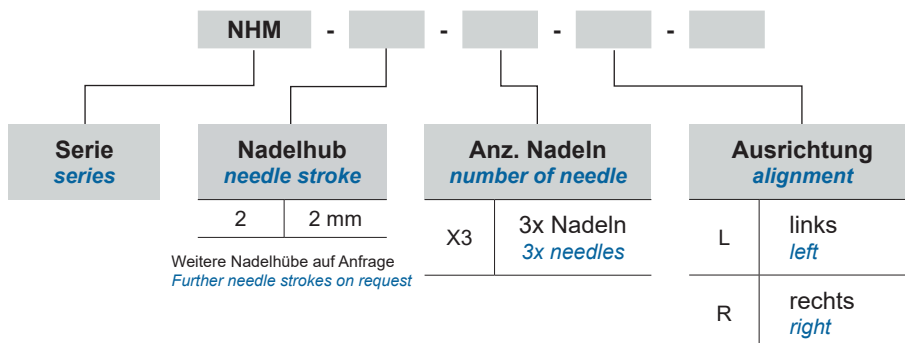 NHM - - - -
Serie
series
Nadelhub
needle stroke
2 2 mm
Weitere Nadelhübe auf Anfrage
Further needle strokes on request
Anz. Nadeln
number of needle
X3 3x Nadeln
3x needles
Ausrichtung
alignment
L links
left
R rechts
right